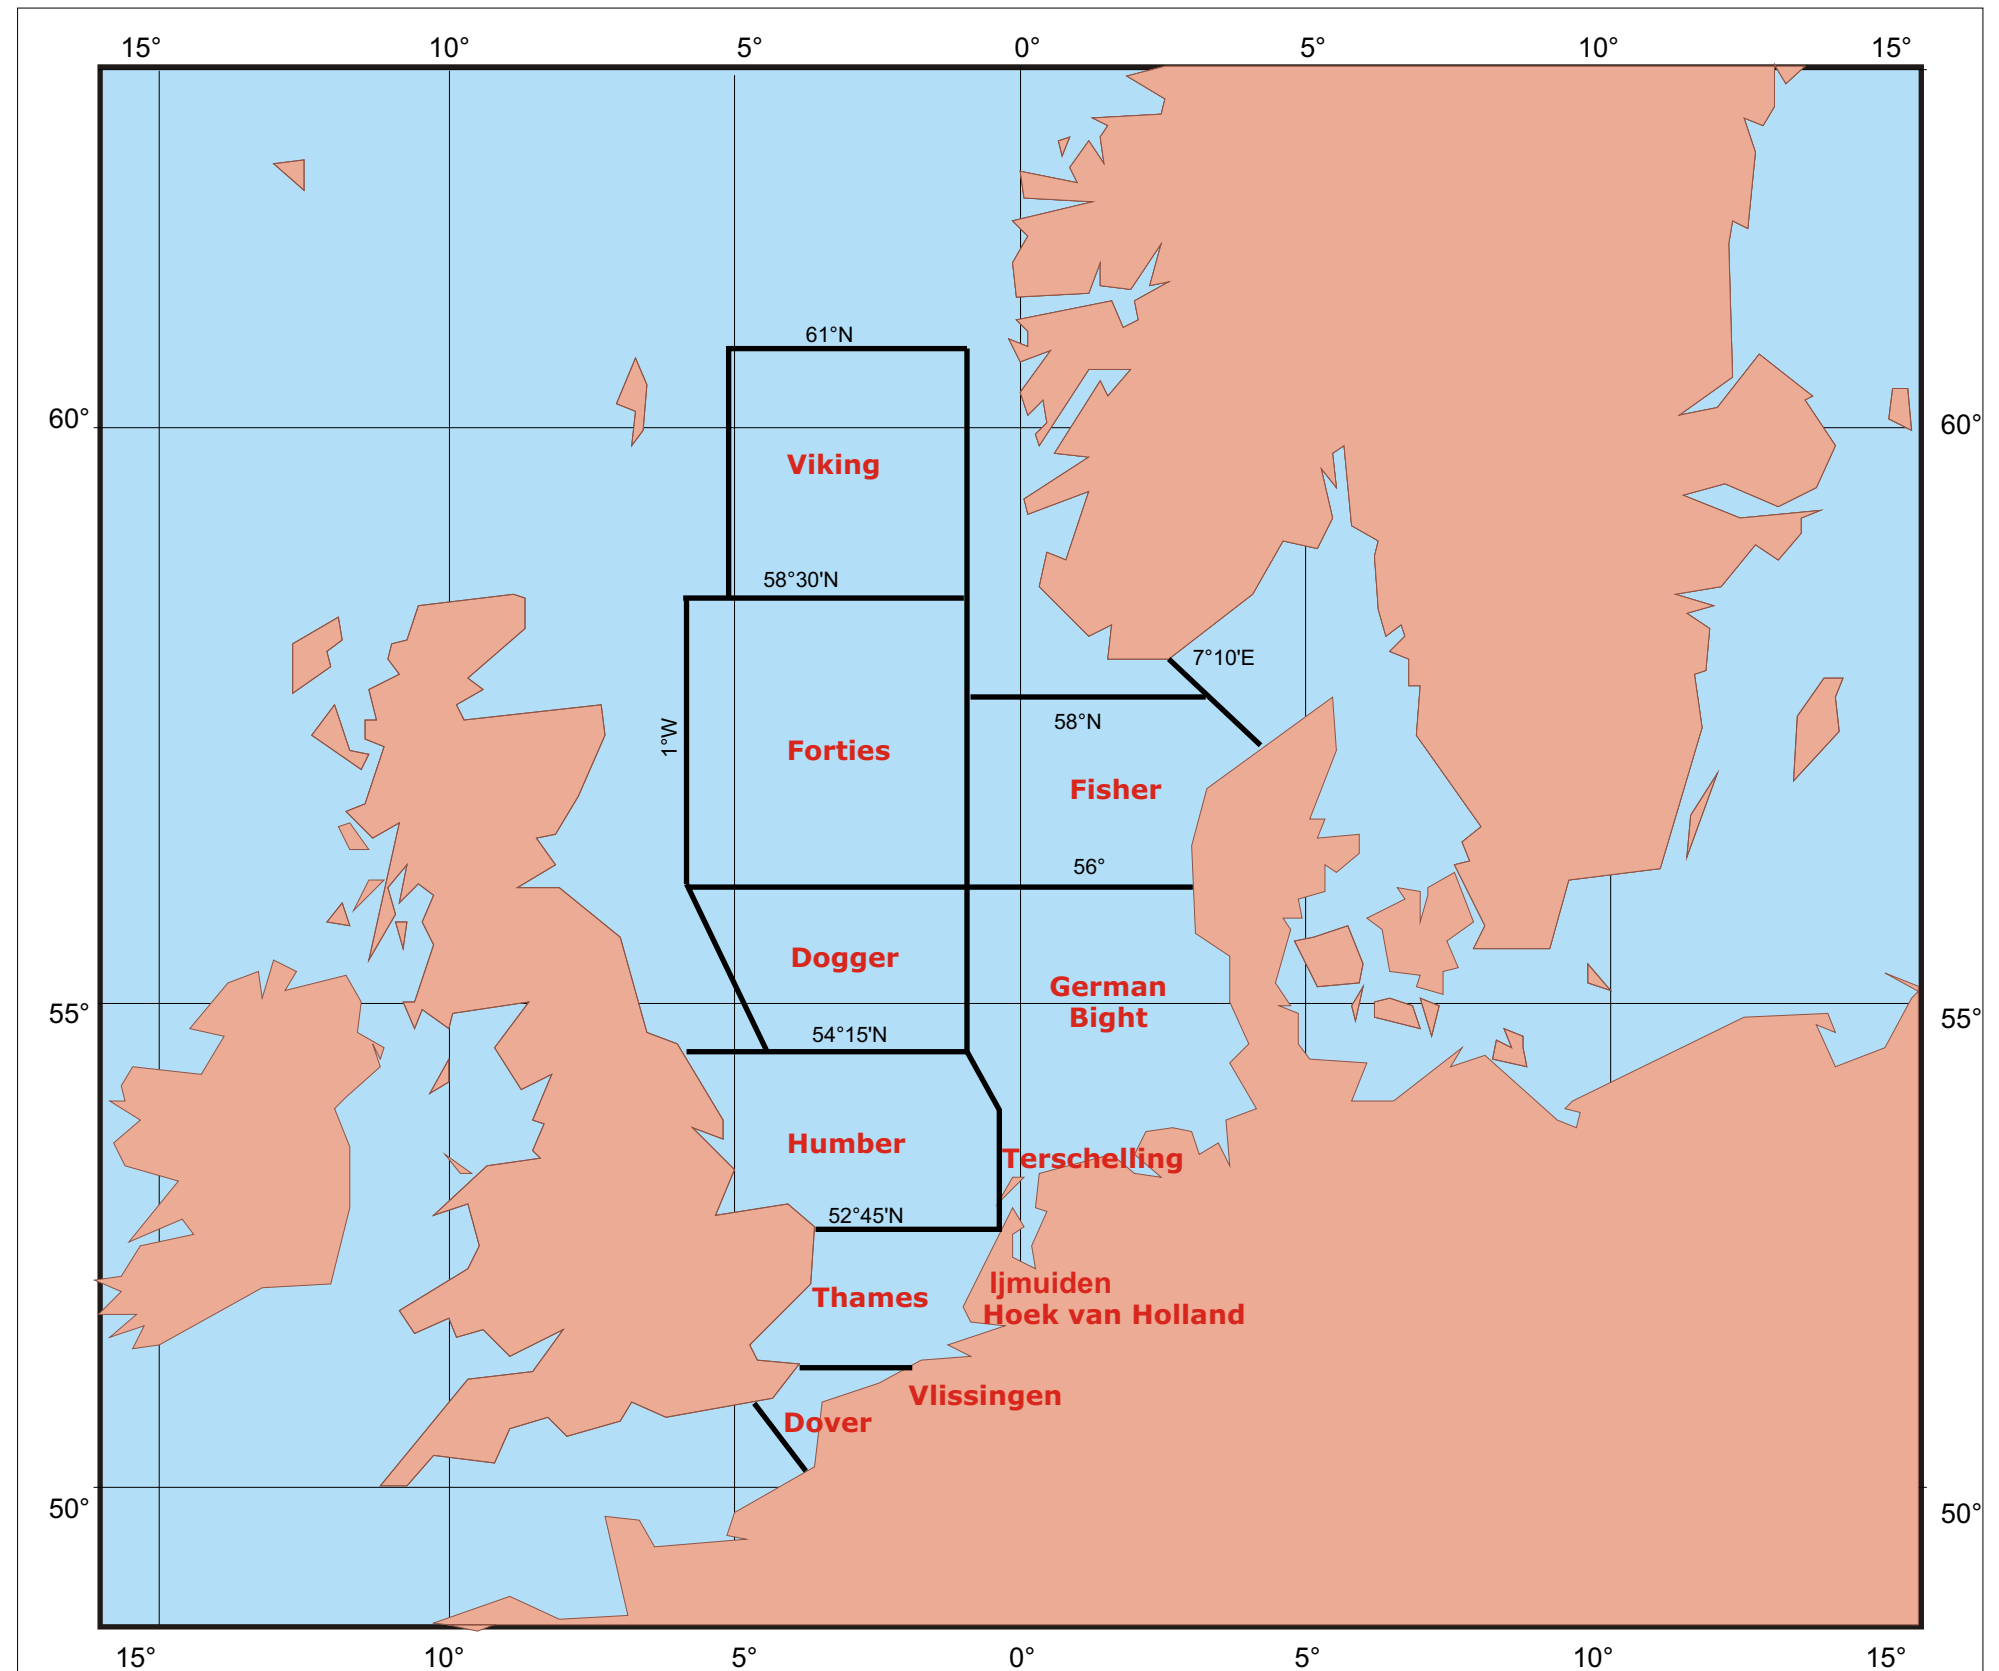 15° 10° 5° 0° 5° 10° 15°
61°N
60° 60°
Viking
58°30'N
7°10'E
58°N
1°W
Forties
Fisher
56°
Dogger
German
Bight
55° 55°
54°15'N
Humber
Terschelling
52°45'N
Ijmuiden
Thames
Hoek van Holland
Vlissingen
Dover
50° 50°
15° 10° 5° 0° 5° 10° 15°